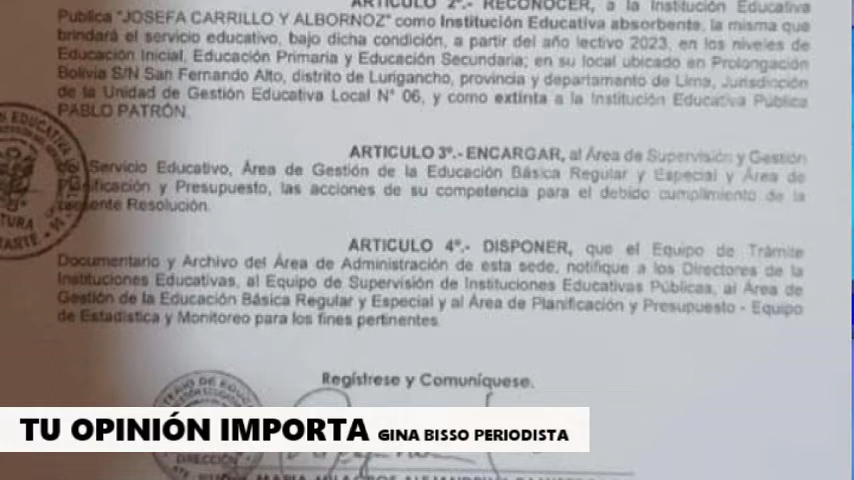 ARTÍCULO 2º.- RECONOCER, a la Institución Educativa
Publica "JOSEFA CARRILLO Y ALBORNOZ" como Institución Educativa absorbente, la misma que
brindará el servicio educativo, bajo dicha condición, a partir del año lectivo 2023, en los niveles de
Educación Inicial, Educación Primaria y Educación Secundaria; en su local ubicado en Prolongación
Bolivia S/N San Fernando Alto, distrito de Lurigancho, provincia y departamento de Lima, Jurisdicción
de la Unidad de Gestión Educativa Local N° 06, y como extinta a la Institución Educativa Pública
PABLO PATRÓN.
ARTICULO 3º.- ENCARGAR, al Área de Supervisión y Gestión
Servicio Educativo, Área de Gestión de la Educación Básica Regular y Especial y Área de
Planificación y Presupuesto, las acciones de su competencia para el debido cumplimiento de la
presente Resolución.
ARTICULO 4º.- DISPONER, que el Equipo de Trámite
Documentario y Archivo del Área de Administración de esta sede, notifique a los Directores de la
Instituciones Educativas, al Equipo de Supervisión de Instituciones Educativas Públicas, al Área de
Gestión de la Educación Básica Regular y Especial y al Área de Planificación y Presupuesto - Equipo
de Estadística y Monitoreo para los fines pertinentes.
Regístrese y Comuníquese.
TU OPINIÓN IMPORTA GINA BISSO PERIODISTA
DIRECCIÓN